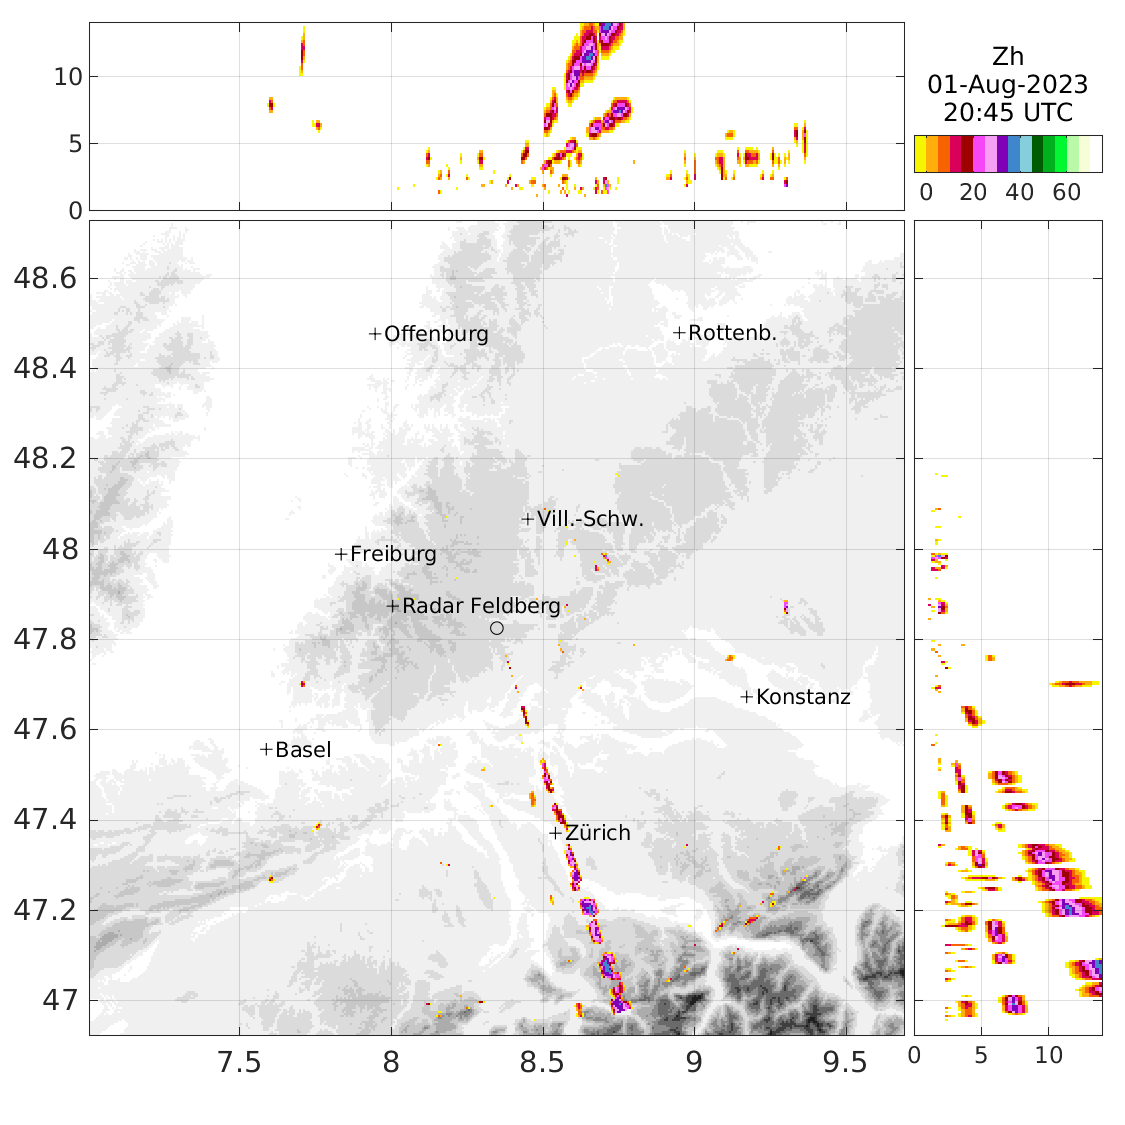 Zh
01-Aug-2023
20:45 UTC
0 20 40 60
10
5
0
48.6
48.4
48.2
48
47.8
47.6
47.4
47.2
47
Offenburg
Rottenb.
Vill.-Schw.
Freiburg
Radar Feldberg
Konstanz
Basel
Zürich
7.5 8 8.5 9 9.5
0 5 10